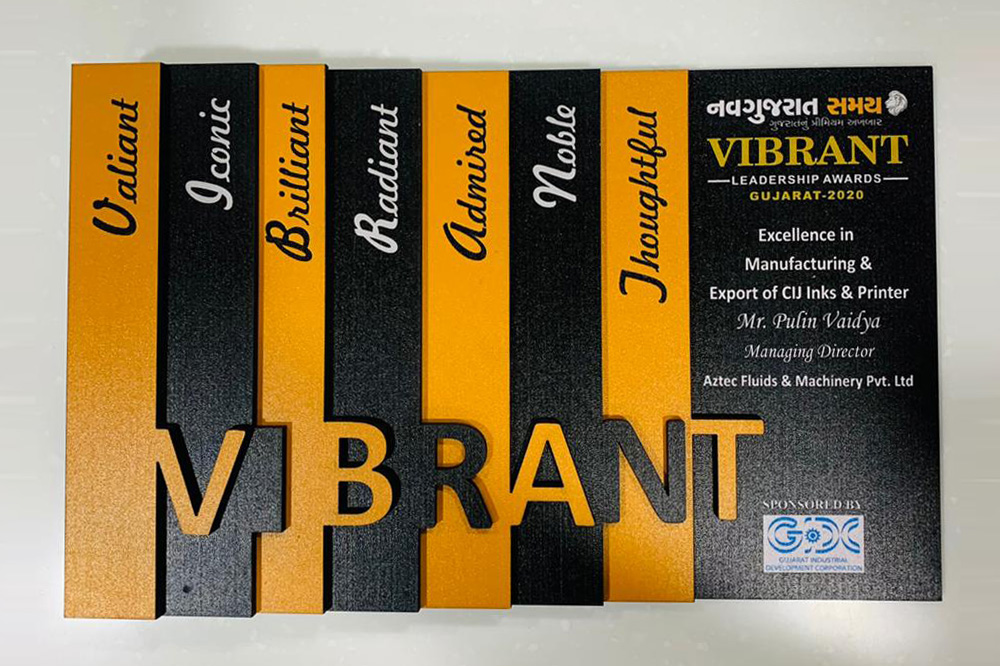 Valiant
Iconic
Brilliant
Radiant
Admired
Noble
Thoughtful
VIBRANT
નવગુજરાત સમય
ગુજરાતનું પ્રીમિયમ અખબાર
VIBRANT
LEADERSHIP AWARDS
GUJARAT-2020
Excellence in
Manufacturing &
Export of CIJ Inks & Printer
Mr. Pulin Vaidya
Managing Director
Aztec Fluids & Machinery Pvt. Ltd
SPONSORED BY
GIDC
GUJARAT INDUSTRIAL
DEVELOPMENT CORPORATION